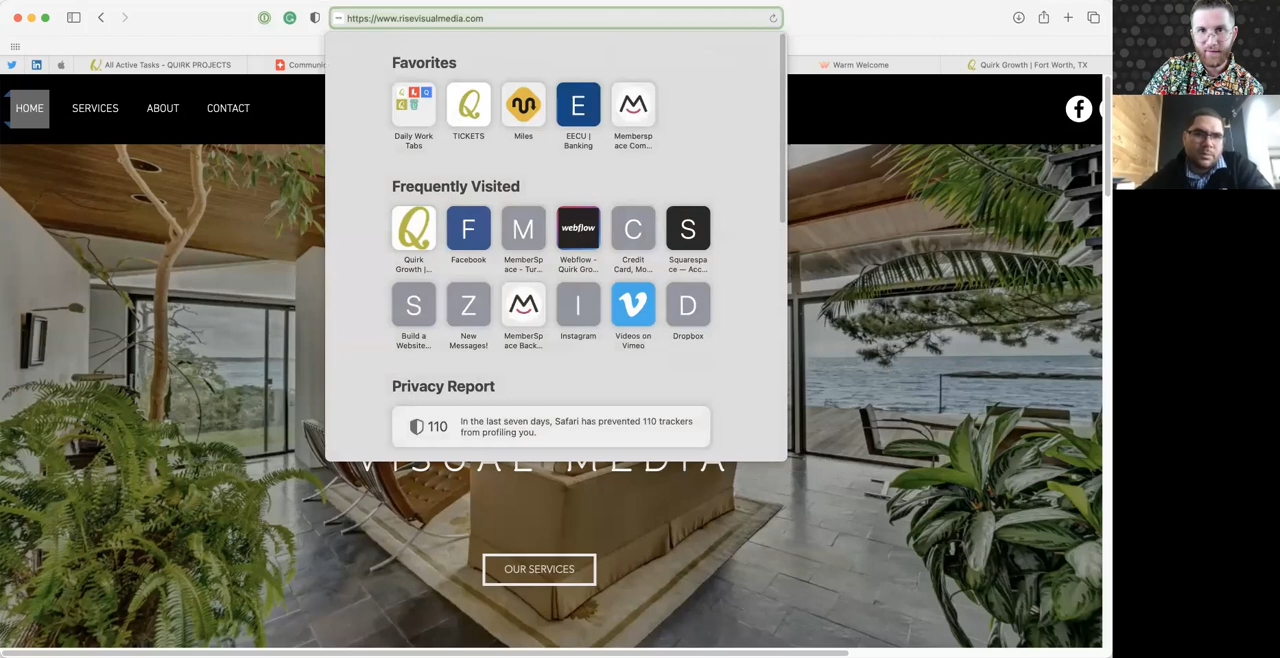 https://www.risevisualmedia.com
All Active Tasks - QUIRK PROJECTS
Communi
Warm Welcome
Quirk Growth | Fort Worth, TX
HOME
SERVICES
ABOUT
CONTACT
Favorites
Q
E
Daily Work
Tabs
TICKETS
Miles
EECU |
Banking
Membersp
ace Com...
Frequently Visited
Q
F
M
webflow
C
S
Quirk
Growth |...
Facebook
MemberSp
ace - Tur...
Webflow -
Quirk Gro...
Credit
Card, Mo...
Squarespa
ce — Acc...
S
Z
I
D
Build a
Website...
New
Messages!
MemberSp
ace Back...
Instagram
Videos on
Vimeo
Dropbox
Privacy Report
110
In the last seven days, Safari has prevented 110 trackers
from profiling you.
VISUAL MEDIA
OUR SERVICES